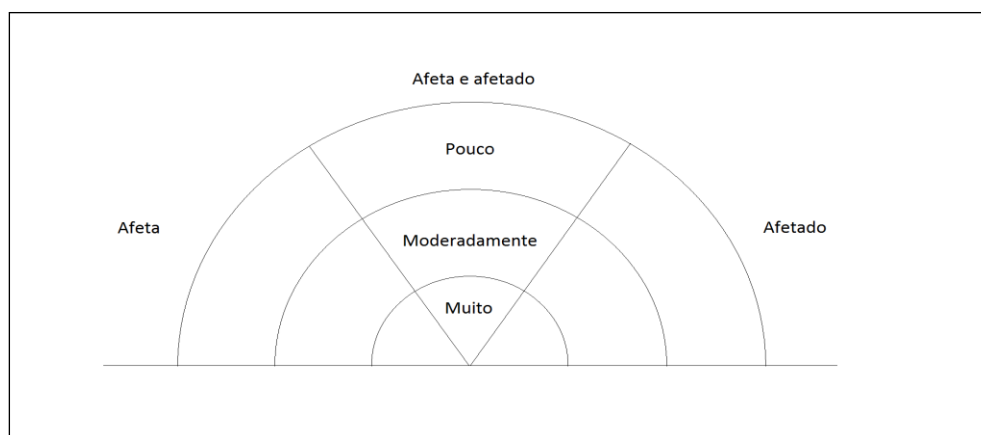 Afeta e afetado
Pouco
Afeta
Afetado
Moderadamente
Muito